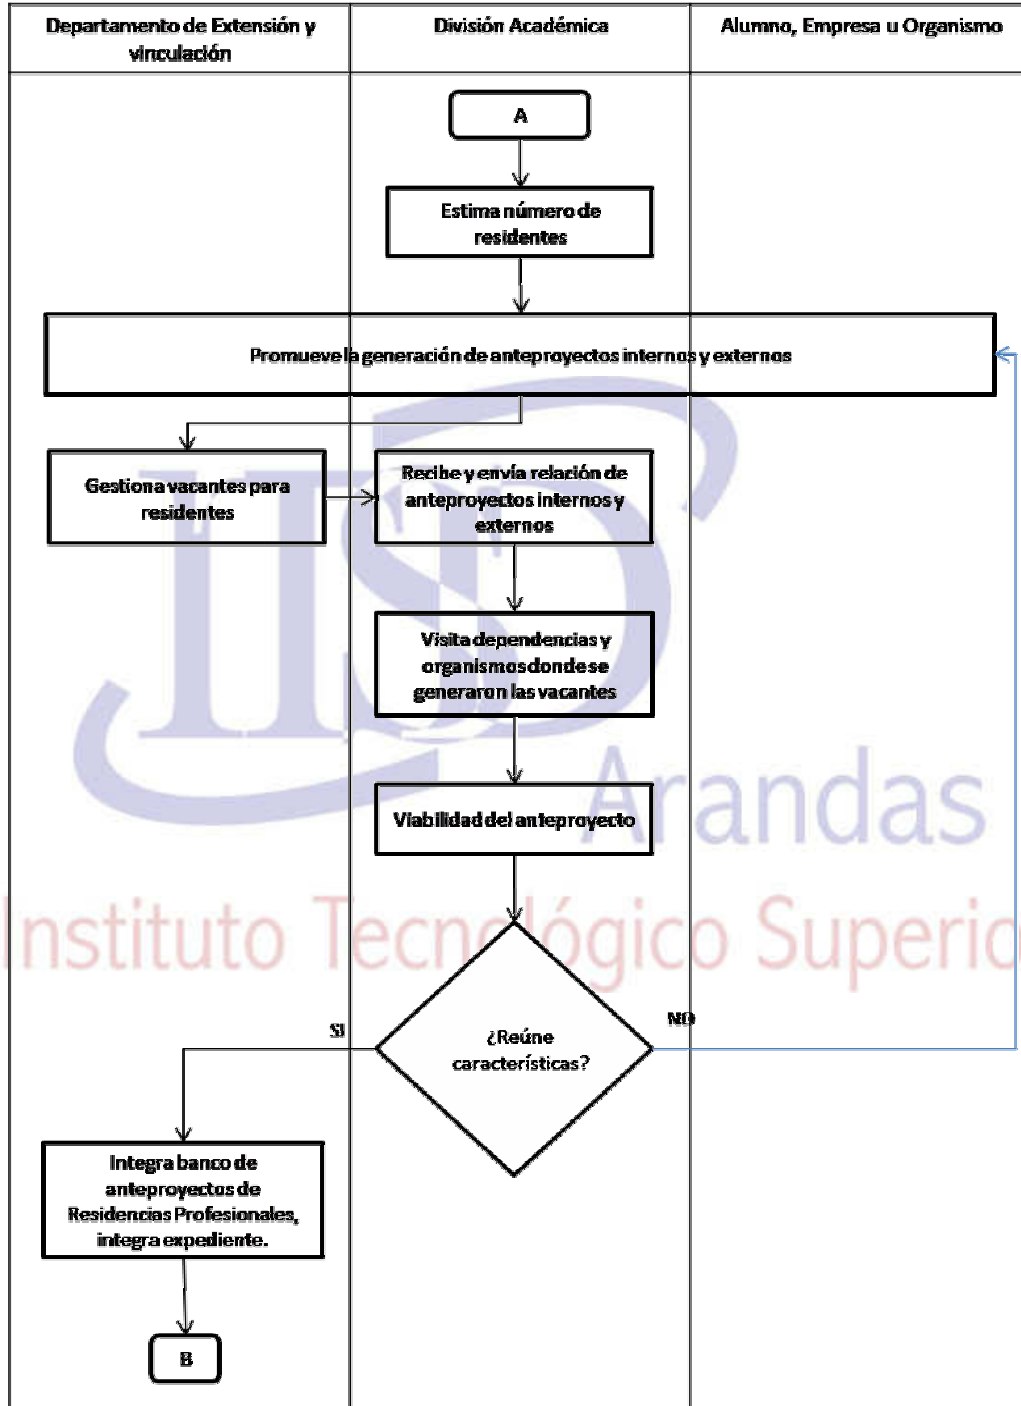 Departamento de Extensión y
vinculación
División Académica
Alumno, Empresa u Organismo
A
Estima número de
residentes
Promueve la generación de anteproyectos internos y externos
Gestiona vacantes para
residentes
Recibe y envía relación de
anteproyectos internos y
externos
Visita dependencias y
organismos donde se
generaron las vacantes
Viabilidad del anteproyecto
Arandas
Instituto Tecnológico Superio
¿Reúne
características?
SI
NO
Integra banco de
anteproyectos de
Residencias Profesionales,
integra expediente.
B